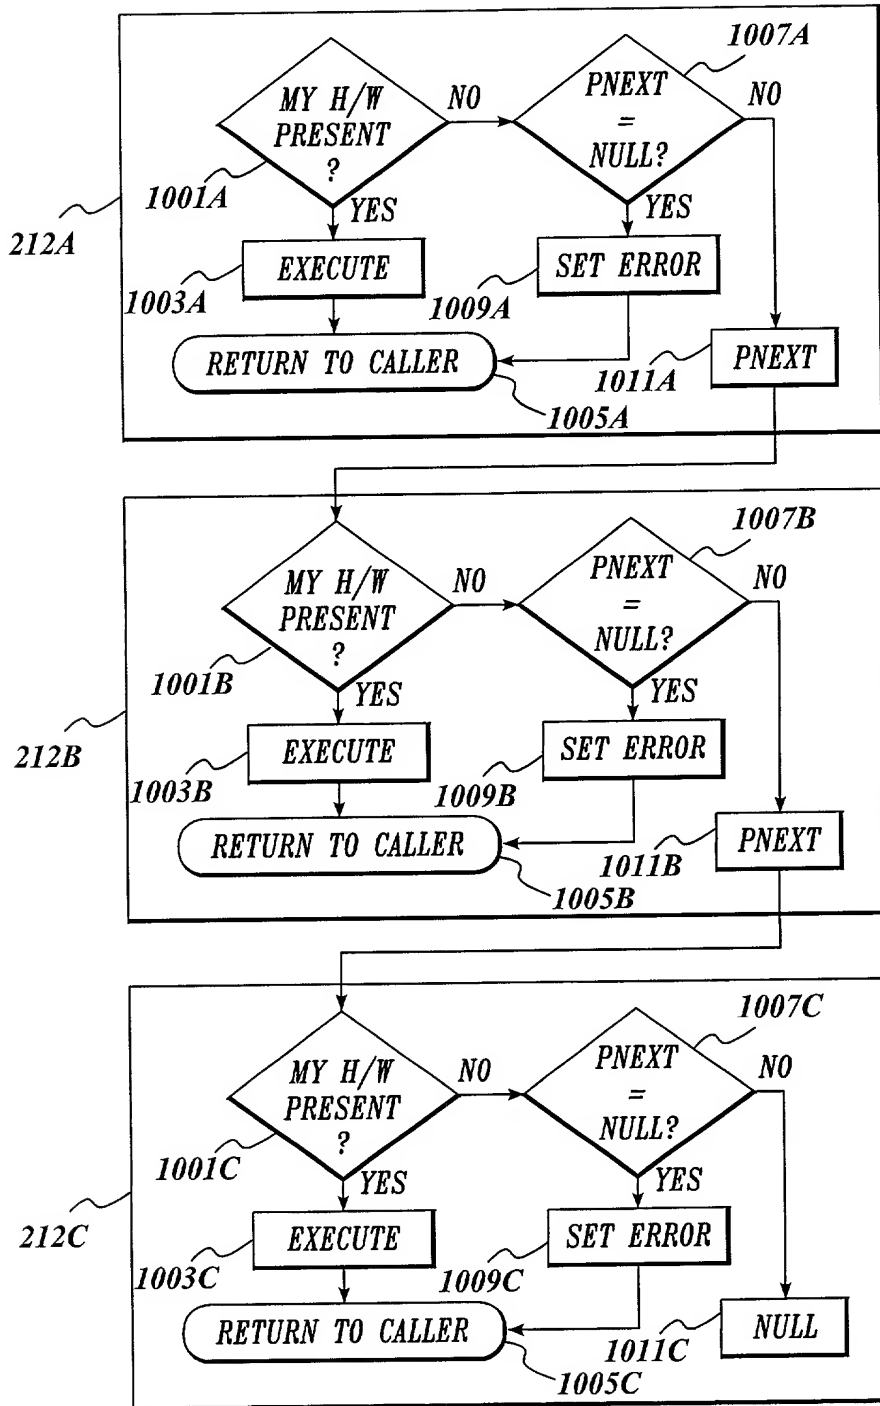 1007A
MY H/W
PRESENT
?
NO
PNEXT
=
NULL?
NO
1001A
YES
YES
212A
EXECUTE
SET ERROR
1003A
1009A
RETURN TO CALLER
1011A
PNEXT
1005A
1007B
MY H/W
PRESENT
?
NO
PNEXT
=
NULL?
NO
1001B
YES
YES
212B
EXECUTE
SET ERROR
1003B
1009B
RETURN TO CALLER
1011B
PNEXT
1005B
1007C
MY H/W
PRESENT
?
NO
PNEXT
=
NULL?
NO
1001C
YES
YES
212C
EXECUTE
SET ERROR
1003C
1009C
RETURN TO CALLER
1011C
NULL
1005C